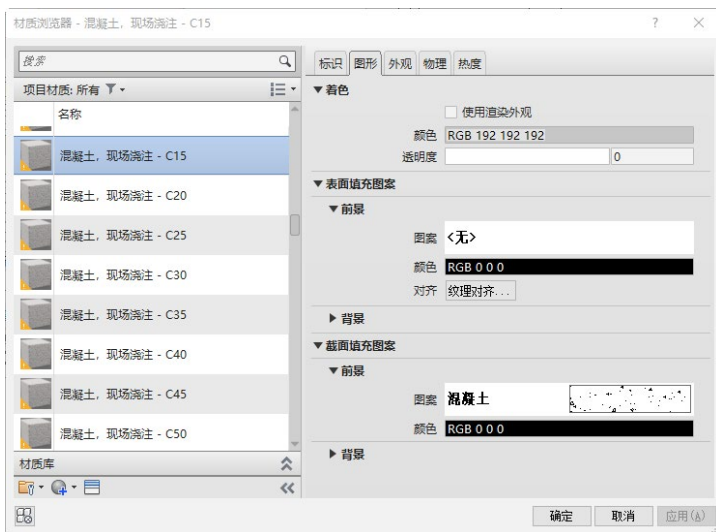 材质浏览器 - 混凝土，现场浇注 - C15
?
搜索
项目材质: 所有
名称
混凝土，现场浇注 - C15
混凝土，现场浇注 - C20
混凝土，现场浇注 - C25
混凝土，现场浇注 - C30
混凝土，现场浇注 - C35
混凝土，现场浇注 - C40
混凝土，现场浇注 - C45
混凝土，现场浇注 - C50
材质库
标识 图形 外观 物理 热度
▼着色
使用渲染外观
颜色 RGB 192 192 192
透明度 0
▼表面填充图案
▼前景
图案 <无>
颜色 RGB 0 0 0
对齐 纹理对齐...
▶背景
▼截面填充图案
▼前景
图案 混凝土
颜色 RGB 0 0 0
▶背景
确定 取消 应用(A)